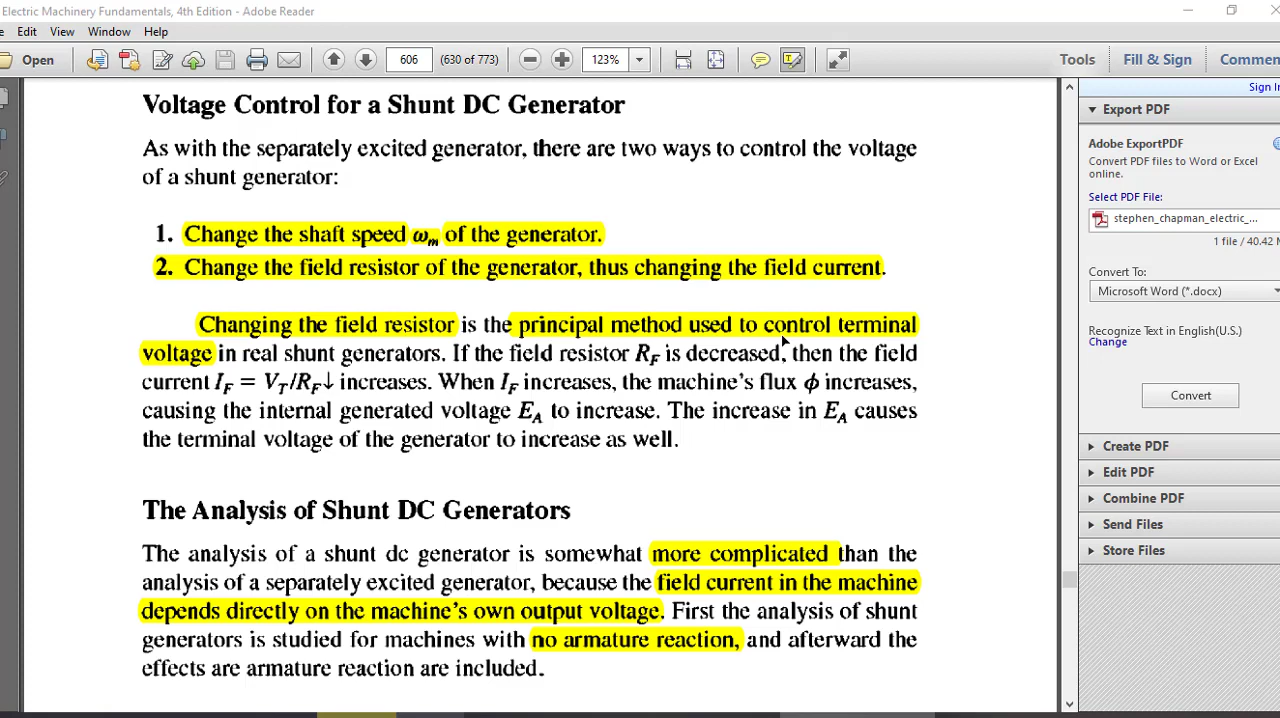 Electric Machinery Fundamentals, 4th Edition - Adobe Reader
Edit View Window Help
Open 606 (630 of 773) 123% Tools Fill & Sign Commen
Sign In
Export PDF
Adobe ExportPDF
Convert PDF files to Word or Excel
online.
Select PDF File:
stephen_chapman_electric_...
1 file / 40.42 M
Convert To:
Microsoft Word (*.docx)
Recognize Text in English(U.S.)
Change
Convert
Create PDF
Edit PDF
Combine PDF
Send Files
Store Files
Voltage Control for a Shunt DC Generator
As with the separately excited generator, there are two ways to control the voltage
of a shunt generator:
1. Change the shaft speed ωm of the generator.
2. Change the field resistor of the generator, thus changing the field current.
Changing the field resistor is the principal method used to control terminal
voltage in real shunt generators. If the field resistor RF is decreased, then the field
current IF = VT/RF↓ increases. When IF increases, the machine's flux ϕ increases,
causing the internal generated voltage EA to increase. The increase in EA causes
the terminal voltage of the generator to increase as well.
The Analysis of Shunt DC Generators
The analysis of a shunt dc generator is somewhat more complicated than the
analysis of a separately excited generator, because the field current in the machine
depends directly on the machine's own output voltage. First the analysis of shunt
generators is studied for machines with no armature reaction, and afterward the
effects are armature reaction are included.